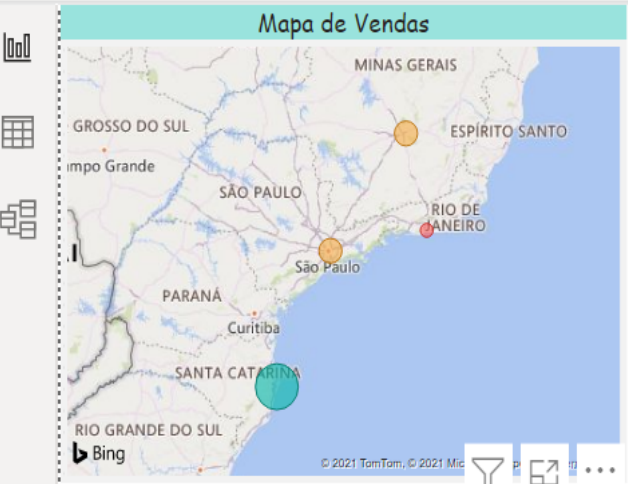 Mapa de Vendas
MINAS GERAIS
GROSSO DO SUL
ESPÍRITO SANTO
mpo Grande
SÃO PAULO
RIO DE
JANEIRO
São Paulo
PARANÁ
Curitiba
SANTA CATARINA
RIO GRANDE DO SUL
Bing
© 2021 TomTom, © 2021 Mic